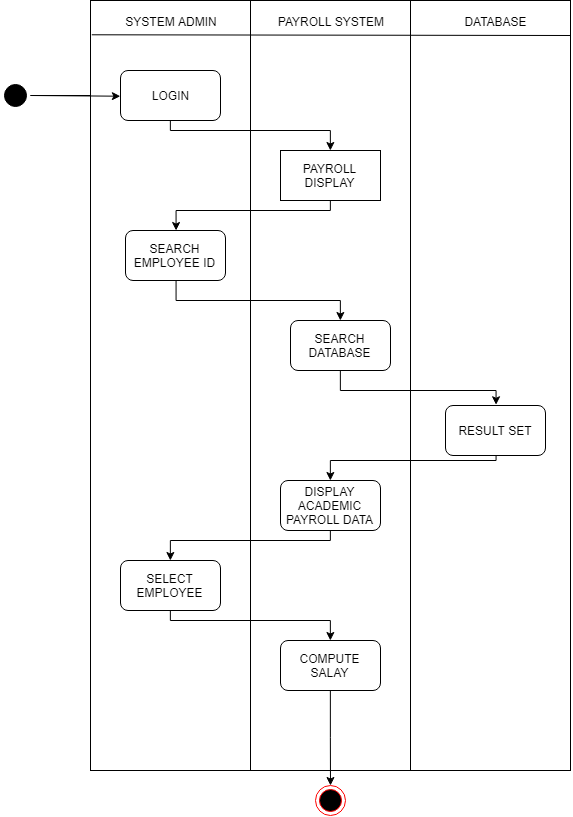 SYSTEM ADMIN
PAYROLL SYSTEM
DATABASE
LOGIN
PAYROLL
DISPLAY
SEARCH
EMPLOYEE ID
SEARCH
DATABASE
RESULT SET
DISPLAY
ACADEMIC
PAYROLL DATA
SELECT
EMPLOYEE
COMPUTE
SALAY